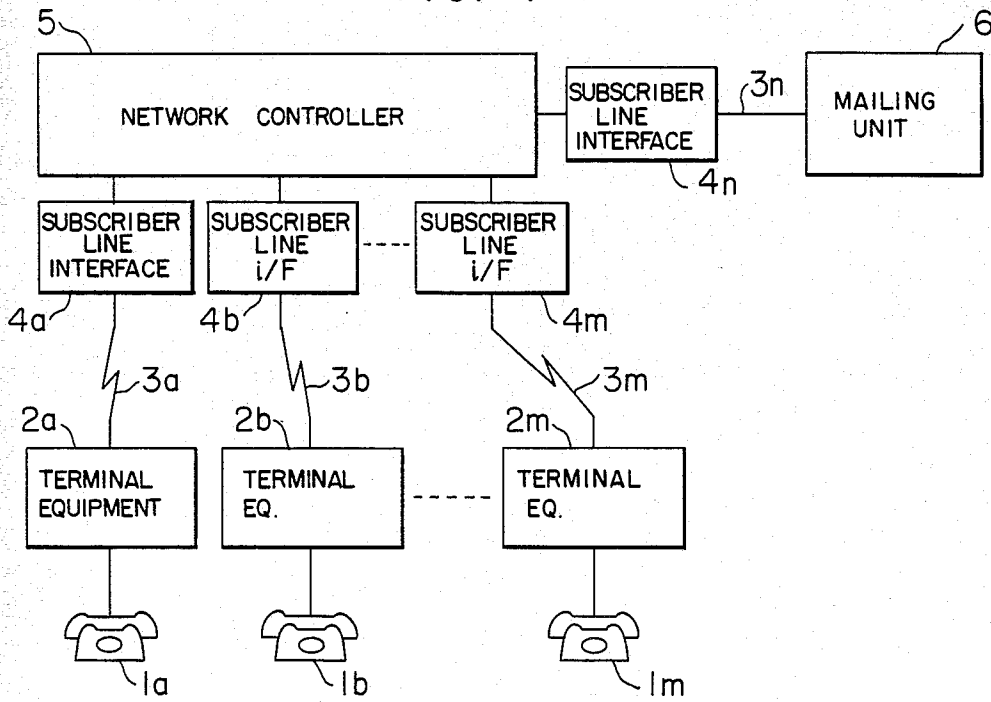 5
6
NETWORK CONTROLLER
SUBSCRIBER
LINE
INTERFACE
3n
MAILING
UNIT
4n
SUBSCRIBER
LINE
INTERFACE
SUBSCRIBER
LINE
i/F
SUBSCRIBER
LINE
i/F
4a
4b
4m
3a
3b
3m
2a
2b
2m
TERMINAL
EQUIPMENT
TERMINAL
EQ.
TERMINAL
EQ.
1a
1b
1m